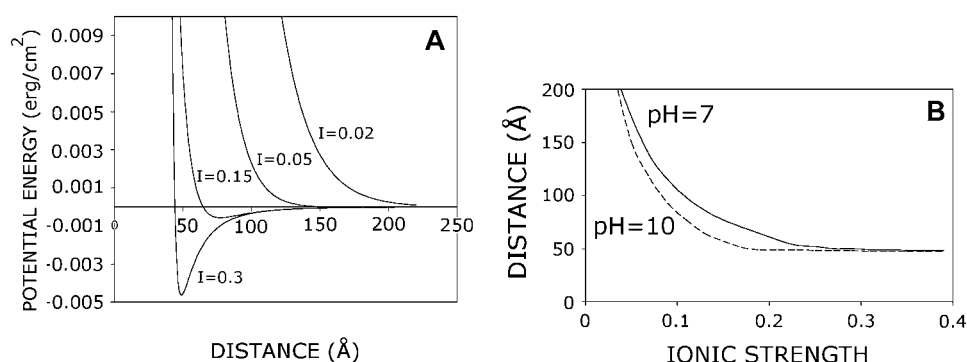 A
POTENTIAL ENERGY (erg/cm²)
0.009
0.007
0.005
0.003
0.001
-0.001
-0.003
-0.005
0
50
100
150
200
250
I=0.02
I=0.05
I=0.15
I=0.3
DISTANCE (Å)
B
DISTANCE (Å)
200
150
100
50
0
pH=7
pH=10
0
0.1
0.2
0.3
0.4
IONIC STRENGTH